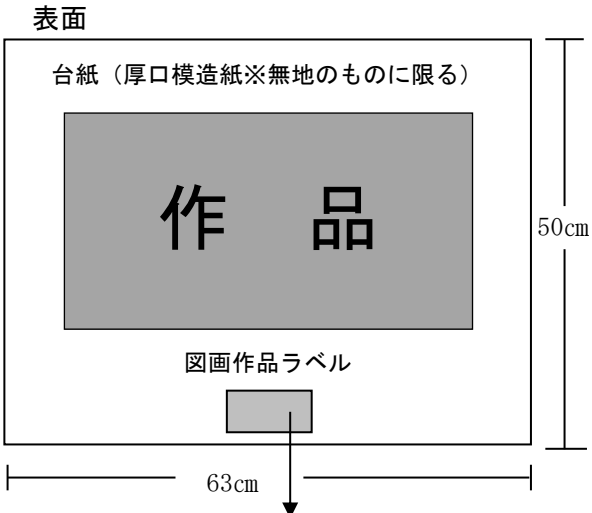 表面
台紙（厚口模造紙※無地のものに限る）
作　品
50cm
図画作品ラベル
63cm